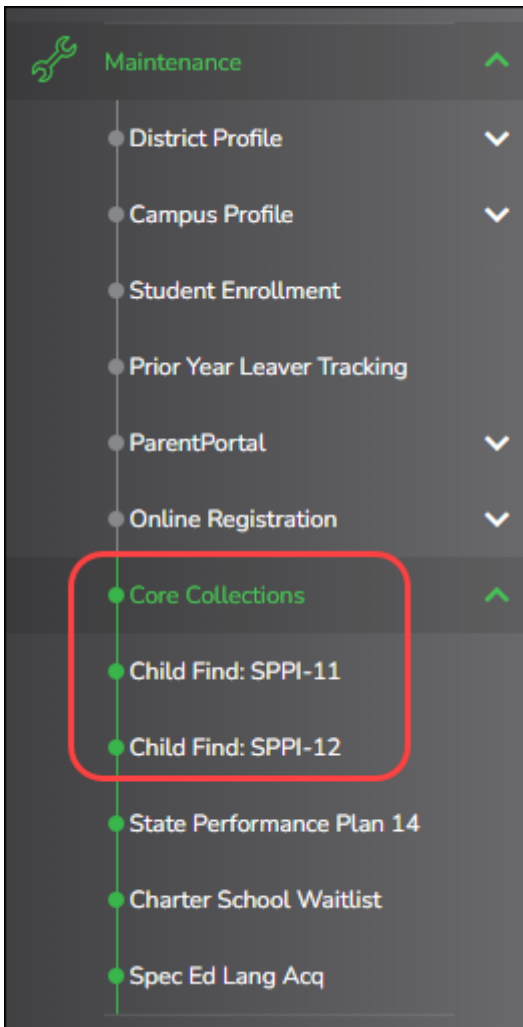 Maintenance
District Profile
Campus Profile
Student Enrollment
Prior Year Leaver Tracking
ParentPortal
Online Registration
Core Collections
Child Find: SPPI-11
Child Find: SPPI-12
State Performance Plan 14
Charter School Waitlist
Spec Ed Lang Acq